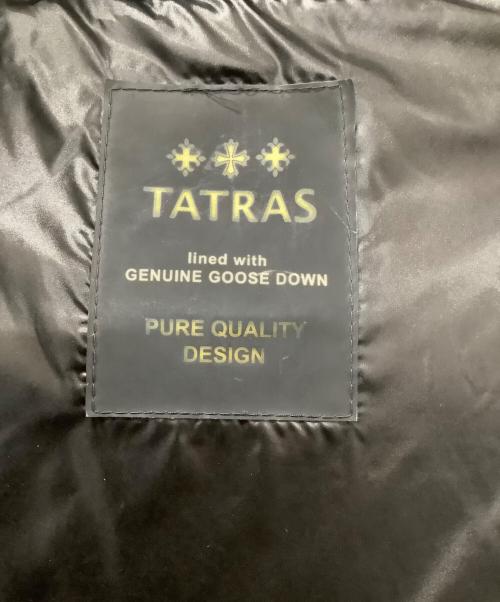 TATRAS
lined with
GENUINE GOOSE DOWN
PURE QUALITY
DESIGN